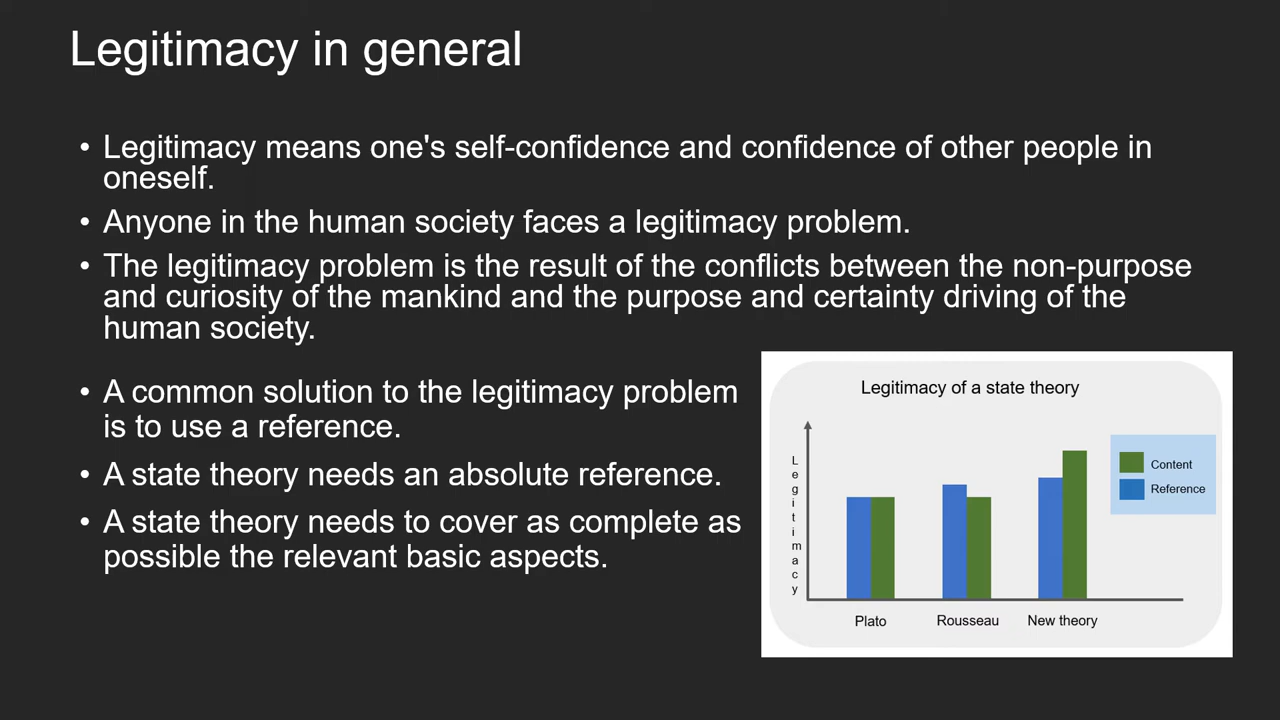 Legitimacy in general
• Legitimacy means one's self-confidence and confidence of other people in
oneself.
• Anyone in the human society faces a legitimacy problem.
• The legitimacy problem is the result of the conflicts between the non-purpose
and curiosity of the mankind and the purpose and certainty driving of the
human society.
• A common solution to the legitimacy problem
is to use a reference.
• A state theory needs an absolute reference.
• A state theory needs to cover as complete as
possible the relevant basic aspects.
Legitimacy of a state theory
Legitimacy
Content
Reference
Plato Rousseau New theory